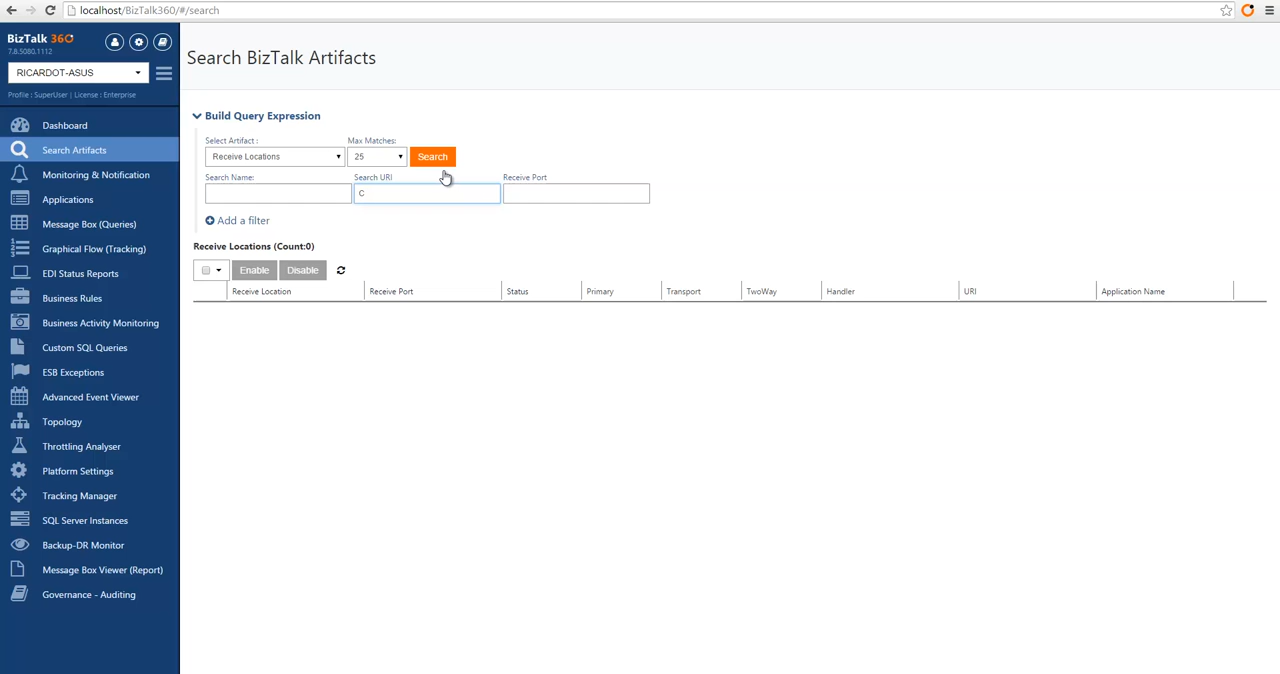 localhost/BizTalk360/#/search
BizTalk 360
7.8.5080.1112
RICARDOT-ASUS
Profile : SuperUser | License : Enterprise
Dashboard
Search Artifacts
Monitoring & Notification
Applications
Message Box (Queries)
Graphical Flow (Tracking)
EDI Status Reports
Business Rules
Business Activity Monitoring
Custom SQL Queries
ESB Exceptions
Advanced Event Viewer
Topology
Throttling Analyser
Platform Settings
Tracking Manager
SQL Server Instances
Backup-DR Monitor
Message Box Viewer (Report)
Governance - Auditing
Search BizTalk Artifacts
Build Query Expression
Select Artifact : Max Matches:
Receive Locations 25 Search
Search Name: Search URI Receive Port
C
Add a filter
Receive Locations (Count:0)
Enable Disable
Receive Location Receive Port Status Primary Transport TwoWay Handler URI Application Name